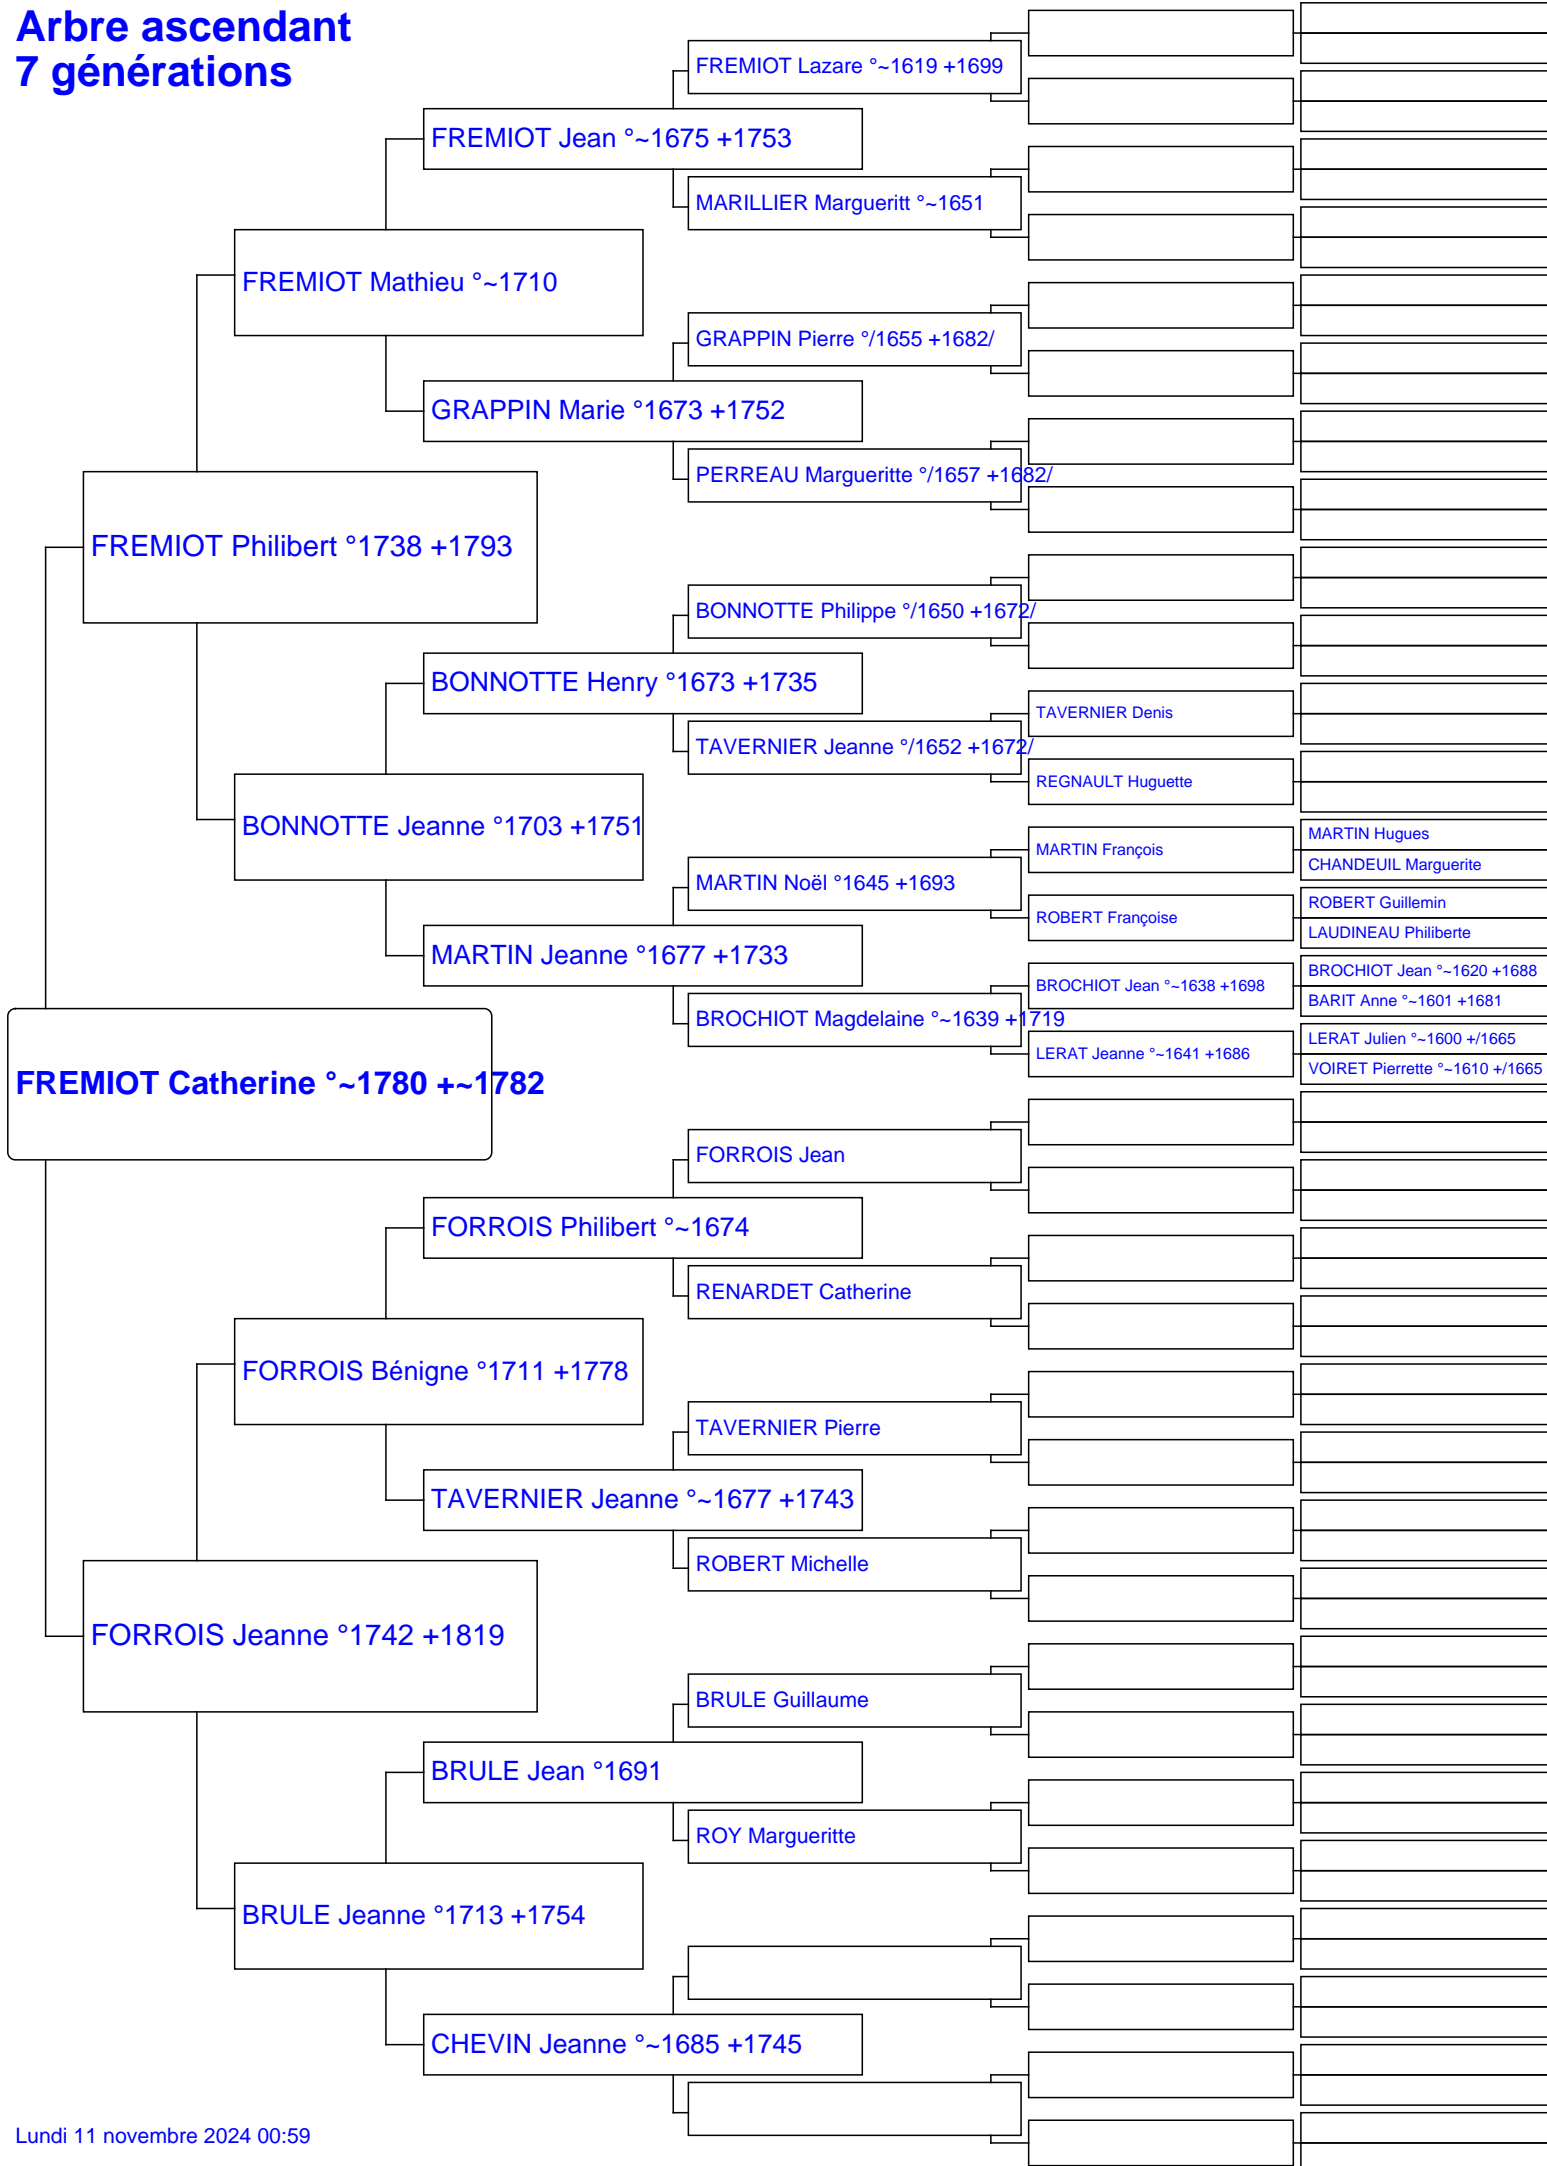 Arbre ascendant
7 générations
FREMIOT Lazare °~1619 +1699
FREMIOT Jean °~1675 +1753
MARILLIER Margueritt °~1651
FREMIOT Mathieu °~1710
GRAPPIN Pierre °/1655 +1682/
GRAPPIN Marie °1673 +1752
PERREAU Margueritte °/1657 +1682/
FREMIOT Philibert °1738 +1793
BONNOTTE Philippe °/1650 +1672/
BONNOTTE Henry °1673 +1735
TAVERNIER Denis
TAVERNIER Jeanne °/1652 +1672/
REGNAULT Huguette
BONNOTTE Jeanne °1703 +1751
MARTIN Hugues
MARTIN François
CHANDEUIL Marguerite
MARTIN Noël °1645 +1693
ROBERT Guillemin
ROBERT Françoise
LAUDINEAU Philiberte
MARTIN Jeanne °1677 +1733
BROCHIOT Jean °~1620 +1688
BROCHIOT Jean °~1638 +1698
BARIT Anne °~1601 +1681
BROCHIOT Magdelaine °~1639 +1719
LERAT Julien °~1600 +/1665
LERAT Jeanne °~1641 +1686
VOIRET Pierrette °~1610 +/1665
FREMIOT Catherine °~1780 +~1782
FORROIS Jean
FORROIS Philibert °~1674
RENARDET Catherine
FORROIS Bénigne °1711 +1778
TAVERNIER Pierre
TAVERNIER Jeanne °~1677 +1743
ROBERT Michelle
FORROIS Jeanne °1742 +1819
BRULE Guillaume
BRULE Jean °1691
ROY Margueritte
BRULE Jeanne °1713 +1754
CHEVIN Jeanne °~1685 +1745
Lundi 11 novembre 2024 00:59